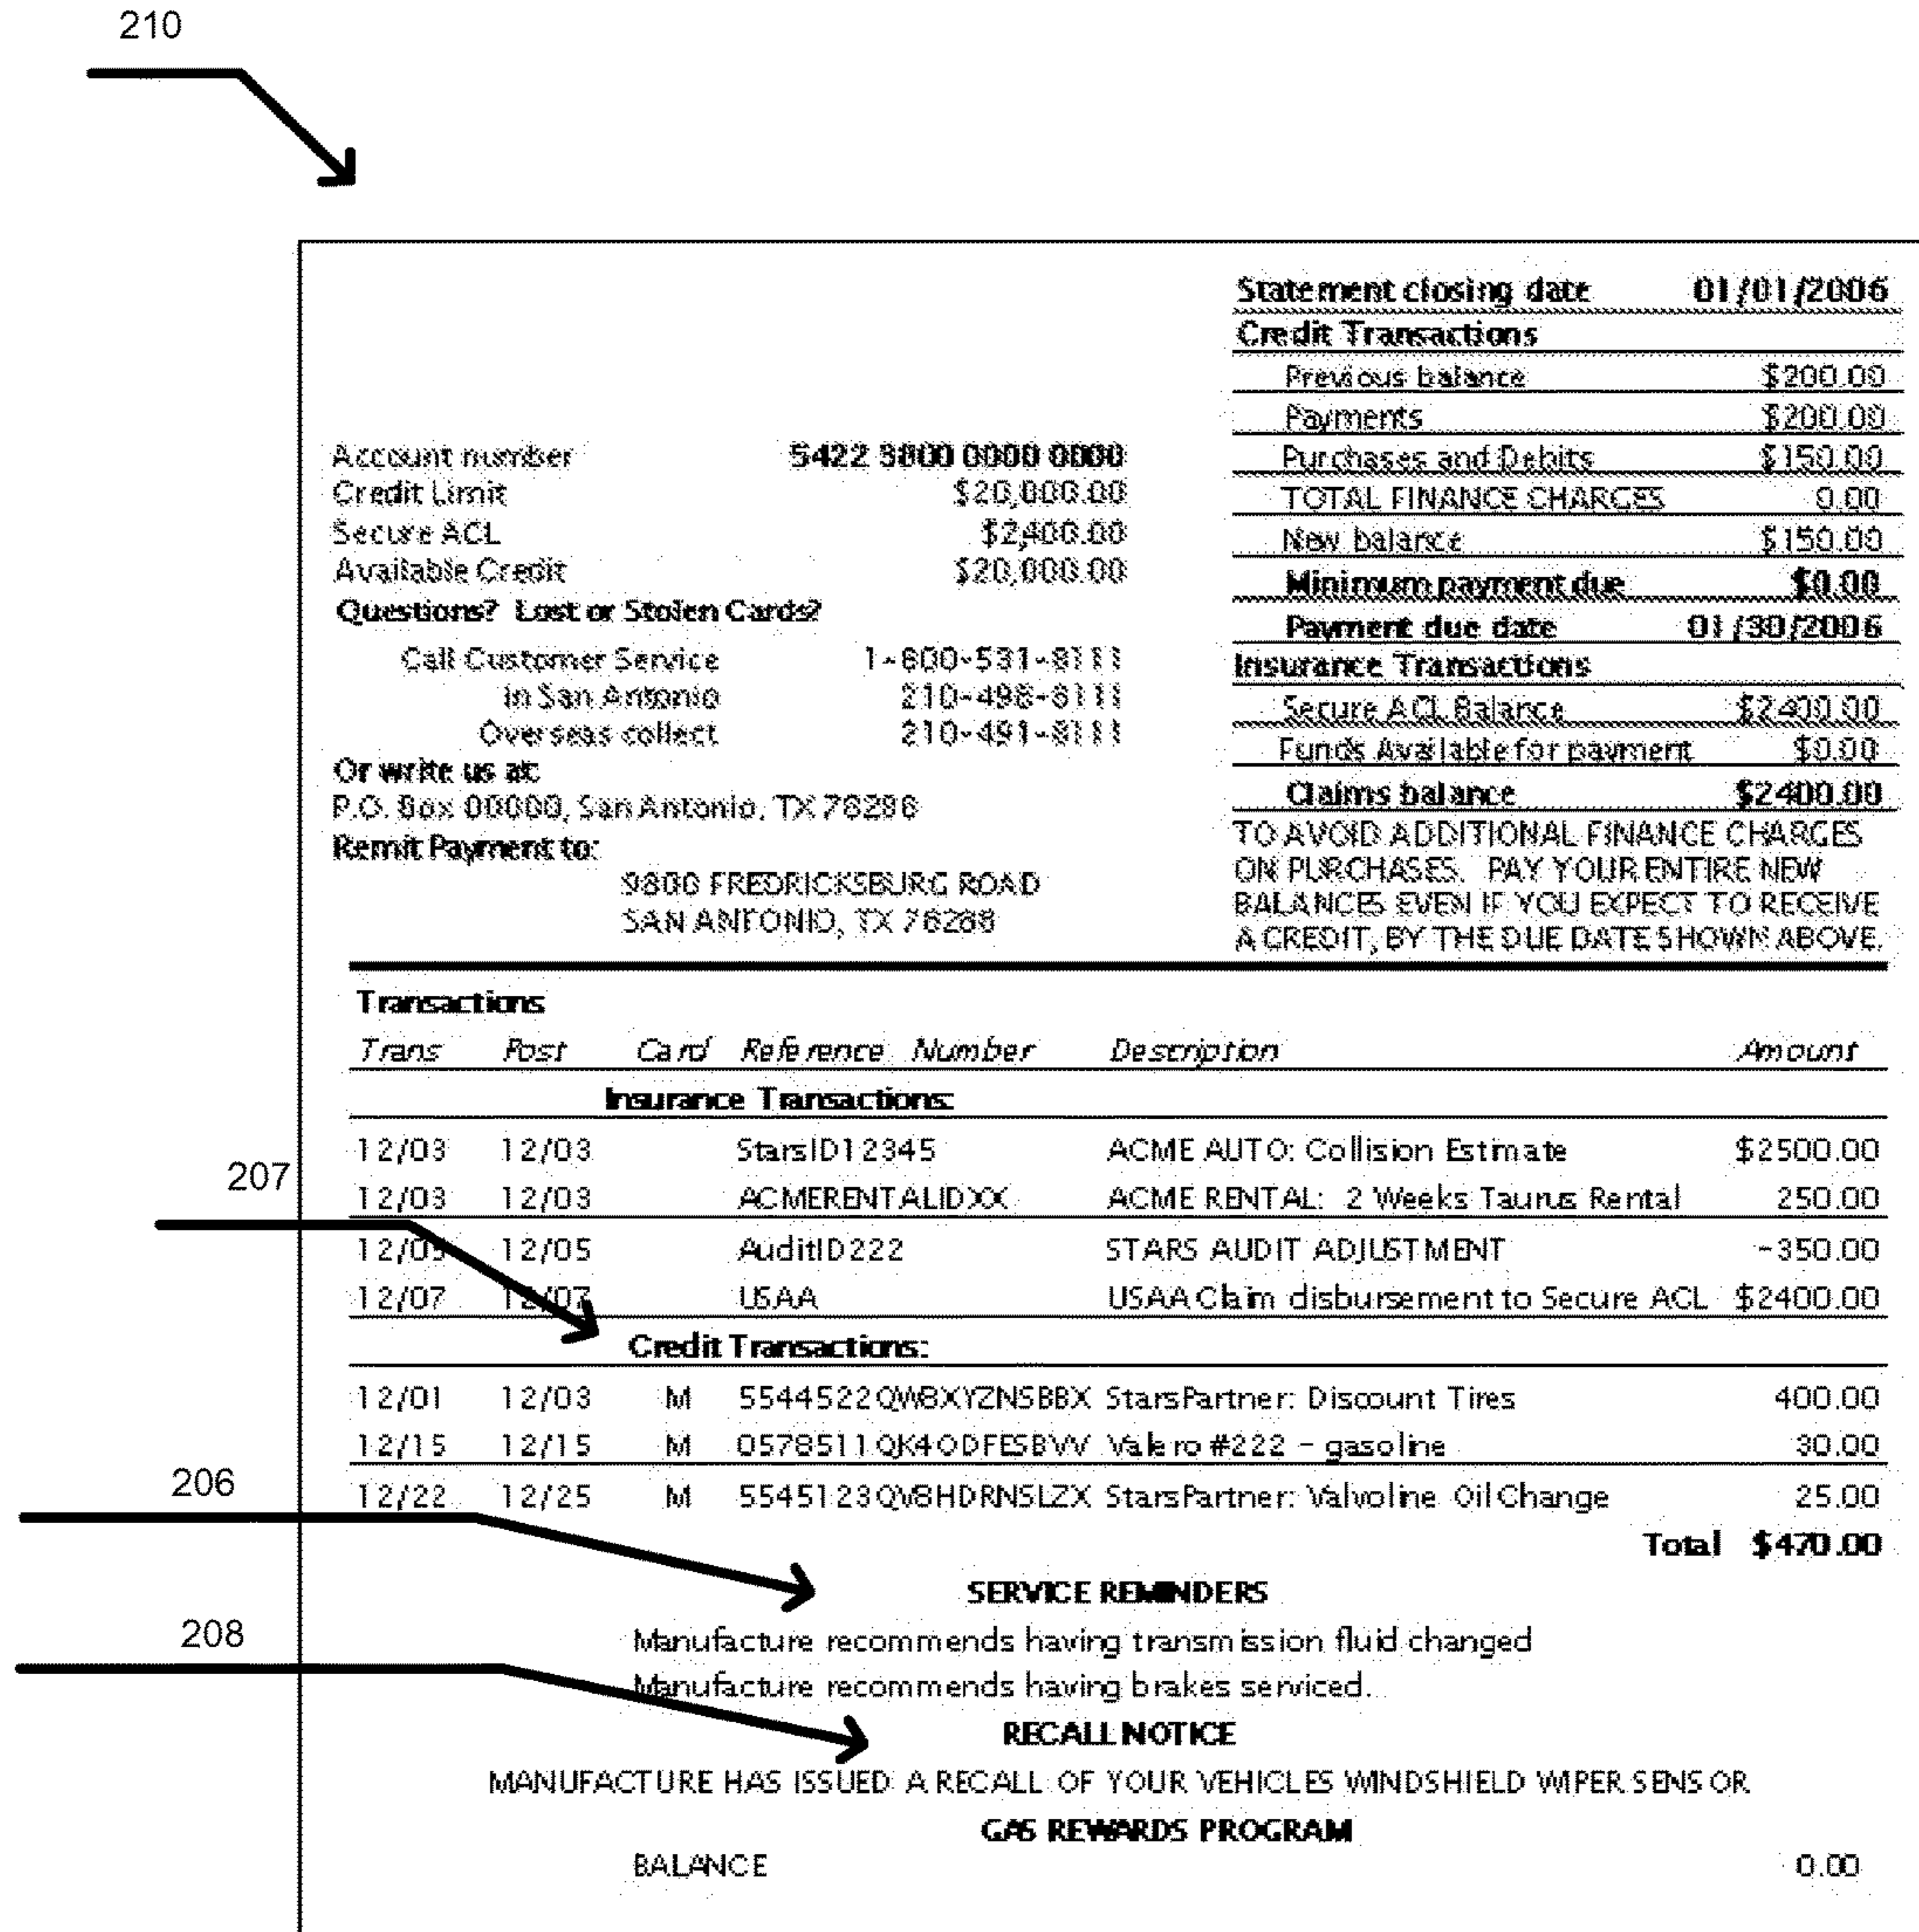 210
Statement closing date 01/01/2006
Credit Transactions
Previous balance $200.00
Payments $200.00
Purchases and Debits $150.00
TOTAL FINANCE CHARGES 0.00
New balance $150.00
Minimum payment due $0.00
Payment due date 01/30/2006
Insurance Transactions
Secure ACL Balance $2400.00
Funds Available for payment $0.00
Claims balance $2400.00
TO AVOID ADDITIONAL FINANCE CHARGES
ON PURCHASES. PAY YOUR ENTIRE NEW
BALANCES EVEN IF YOU EXPECT TO RECEIVE
A CREDIT, BY THE DUE DATE SHOWN ABOVE.
Account number 5422 3800 0000 0000
Credit Limit $20,000.00
Secure ACL $2,400.00
Available Credit $20,000.00
Questions? Lost or Stolen Cards?
Call Customer Service 1-800-531-8111
in San Antonio 210-498-8111
Overseas collect 210-491-8111
Or write us at:
P.O. Box 00000, San Antonio, TX 78288
Remit Payment to:
9800 FREDRICKSBURG ROAD
SAN ANTONIO, TX 78288
Transactions
Trans Post Card Reference Number Description Amount
Insurance Transactions:
12/03 12/03 StarsID12345 ACME AUTO: Collision Estimate $2500.00
207
12/03 12/03 ACMERENTALIDXX ACME RENTAL: 2 Weeks Taurus Rental 250.00
12/05 12/05 AuditID222 STARS AUDIT ADJUSTMENT -350.00
12/07 12/07 USAA USAA Claim disbursement to Secure ACL $2400.00
Credit Transactions:
12/01 12/03 M 5544522QWBXYZNSBBX StarsPartner: Discount Tires 400.00
12/15 12/15 M 0578511QK4ODFESBVV Valero #222 - gasoline 30.00
206
12/22 12/25 M 5545123QV8HDRNSLZX StarsPartner: Valvoline Oil Change 25.00
Total $470.00
SERVICE REMINDERS
208
Manufacture recommends having transmission fluid changed
Manufacture recommends having brakes serviced.
RECALL NOTICE
MANUFACTURE HAS ISSUED A RECALL OF YOUR VEHICLES WINDSHIELD WIPER SENSOR
GAS REWARDS PROGRAM
BALANCE 0.00